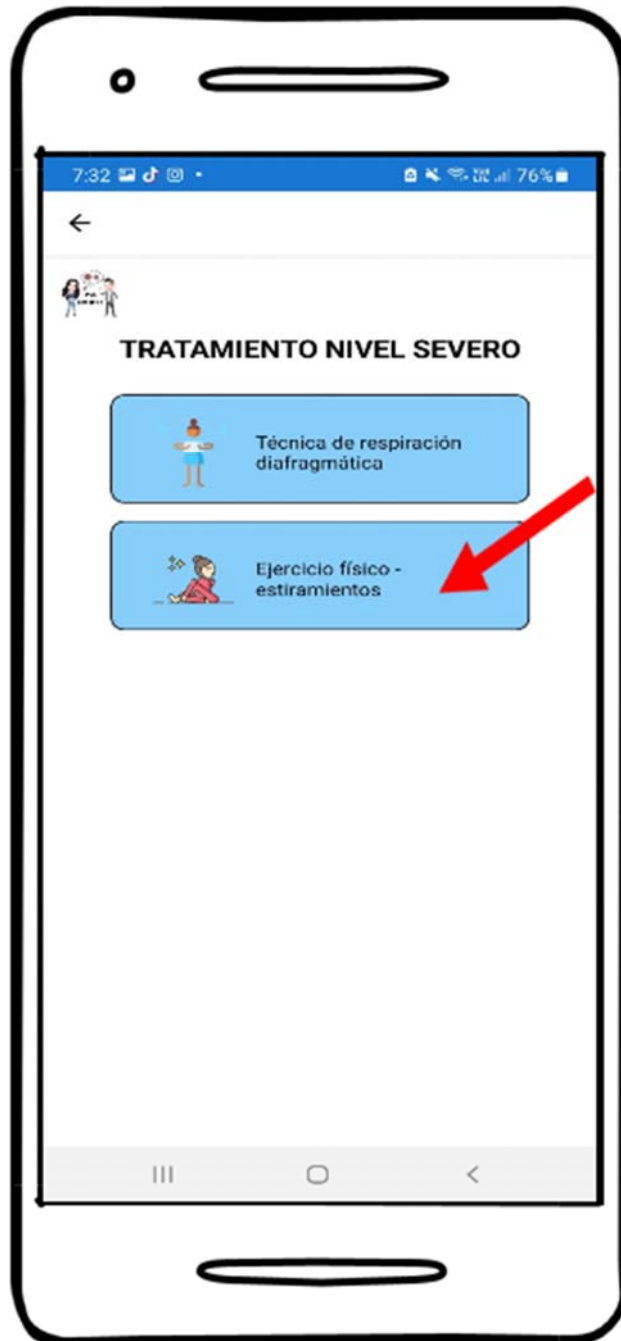 7:32
76%
TRATAMIENTO NIVEL SEVERO
Técnica de respiración
diafragmática
Ejercicio físico -
estiramientos